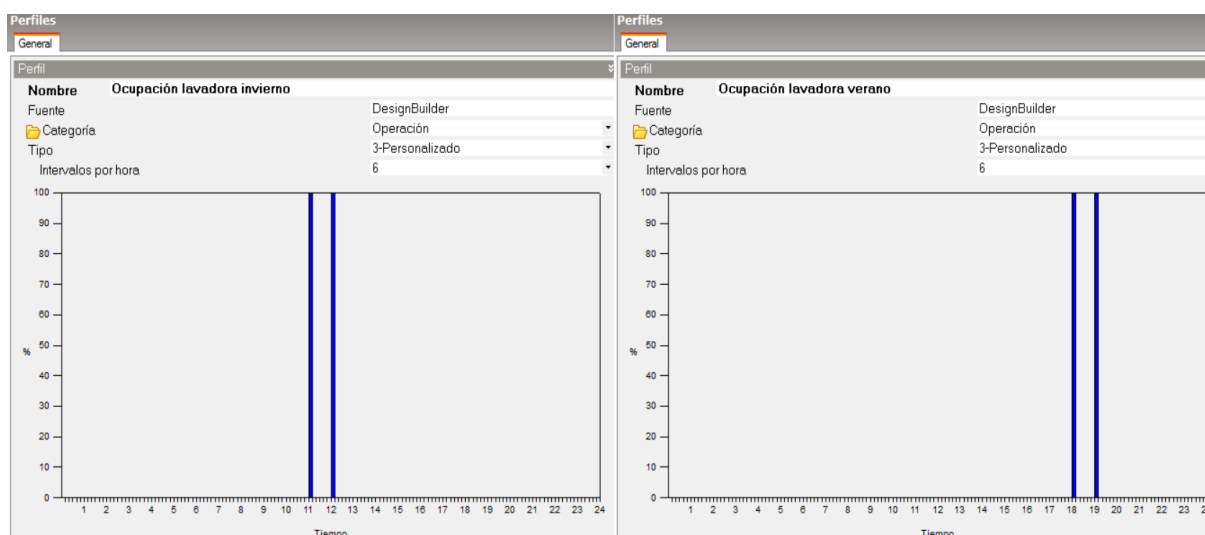 Perfiles
General
Perfil
Nombre Ocupación lavadora invierno
Fuente DesignBuilder
Categoría Operación
Tipo 3-Personalizado
Intervalos por hora 6
100
90
80
70
60
% 50
40
30
20
10
0
1 2 3 4 5 6 7 8 9 10 11 12 13 14 15 16 17 18 19 20 21 22 23 24
Tiempo
Perfiles
General
Perfil
Nombre Ocupación lavadora verano
Fuente DesignBuilder
Categoría Operación
Tipo 3-Personalizado
Intervalos por hora 6
100
90
80
70
60
% 50
40
30
20
10
0
1 2 3 4 5 6 7 8 9 10 11 12 13 14 15 16 17 18 19 20 21 22 23 2
Tiempo